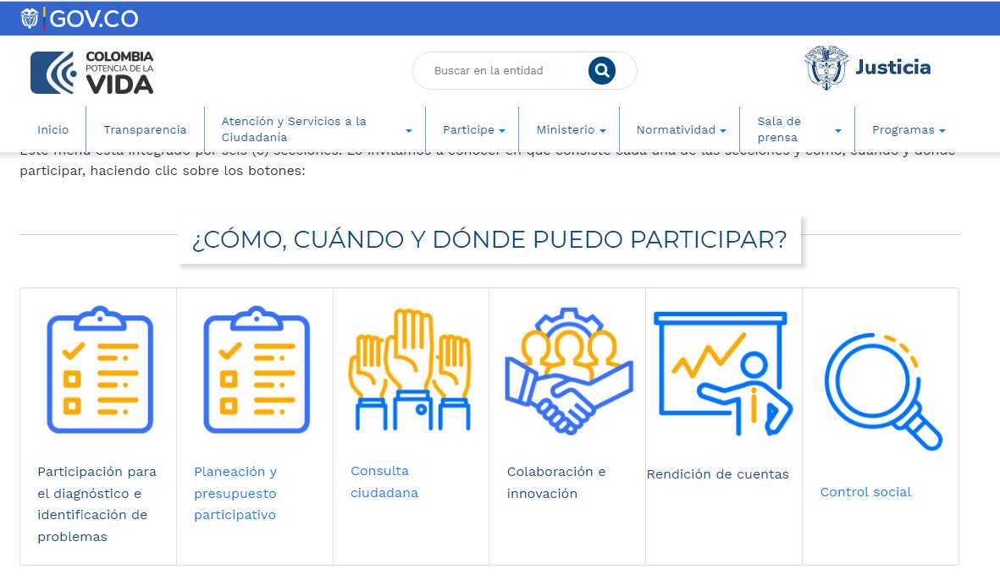 GOV.CO
COLOMBIA
POTENCIA DE LA
VIDA
Buscar en la entidad
Justicia
Inicio
Transparencia
Atención y Servicios a la
Ciudadanía
Participe
Ministerio
Normatividad
Sala de
prensa
Programas
Este menú está integrado por seis (6) secciones. Lo invitamos a conocer en qué consiste cada una de las secciones y cómo, cuándo y dónde
participar, haciendo clic sobre los botones:
¿CÓMO, CUÁNDO Y DÓNDE PUEDO PARTICIPAR?
Participación para
el diagnóstico e
identificación de
problemas
Planeación y
presupuesto
participativo
Consulta
ciudadana
Colaboración e
innovación
Rendición de cuentas
Control social